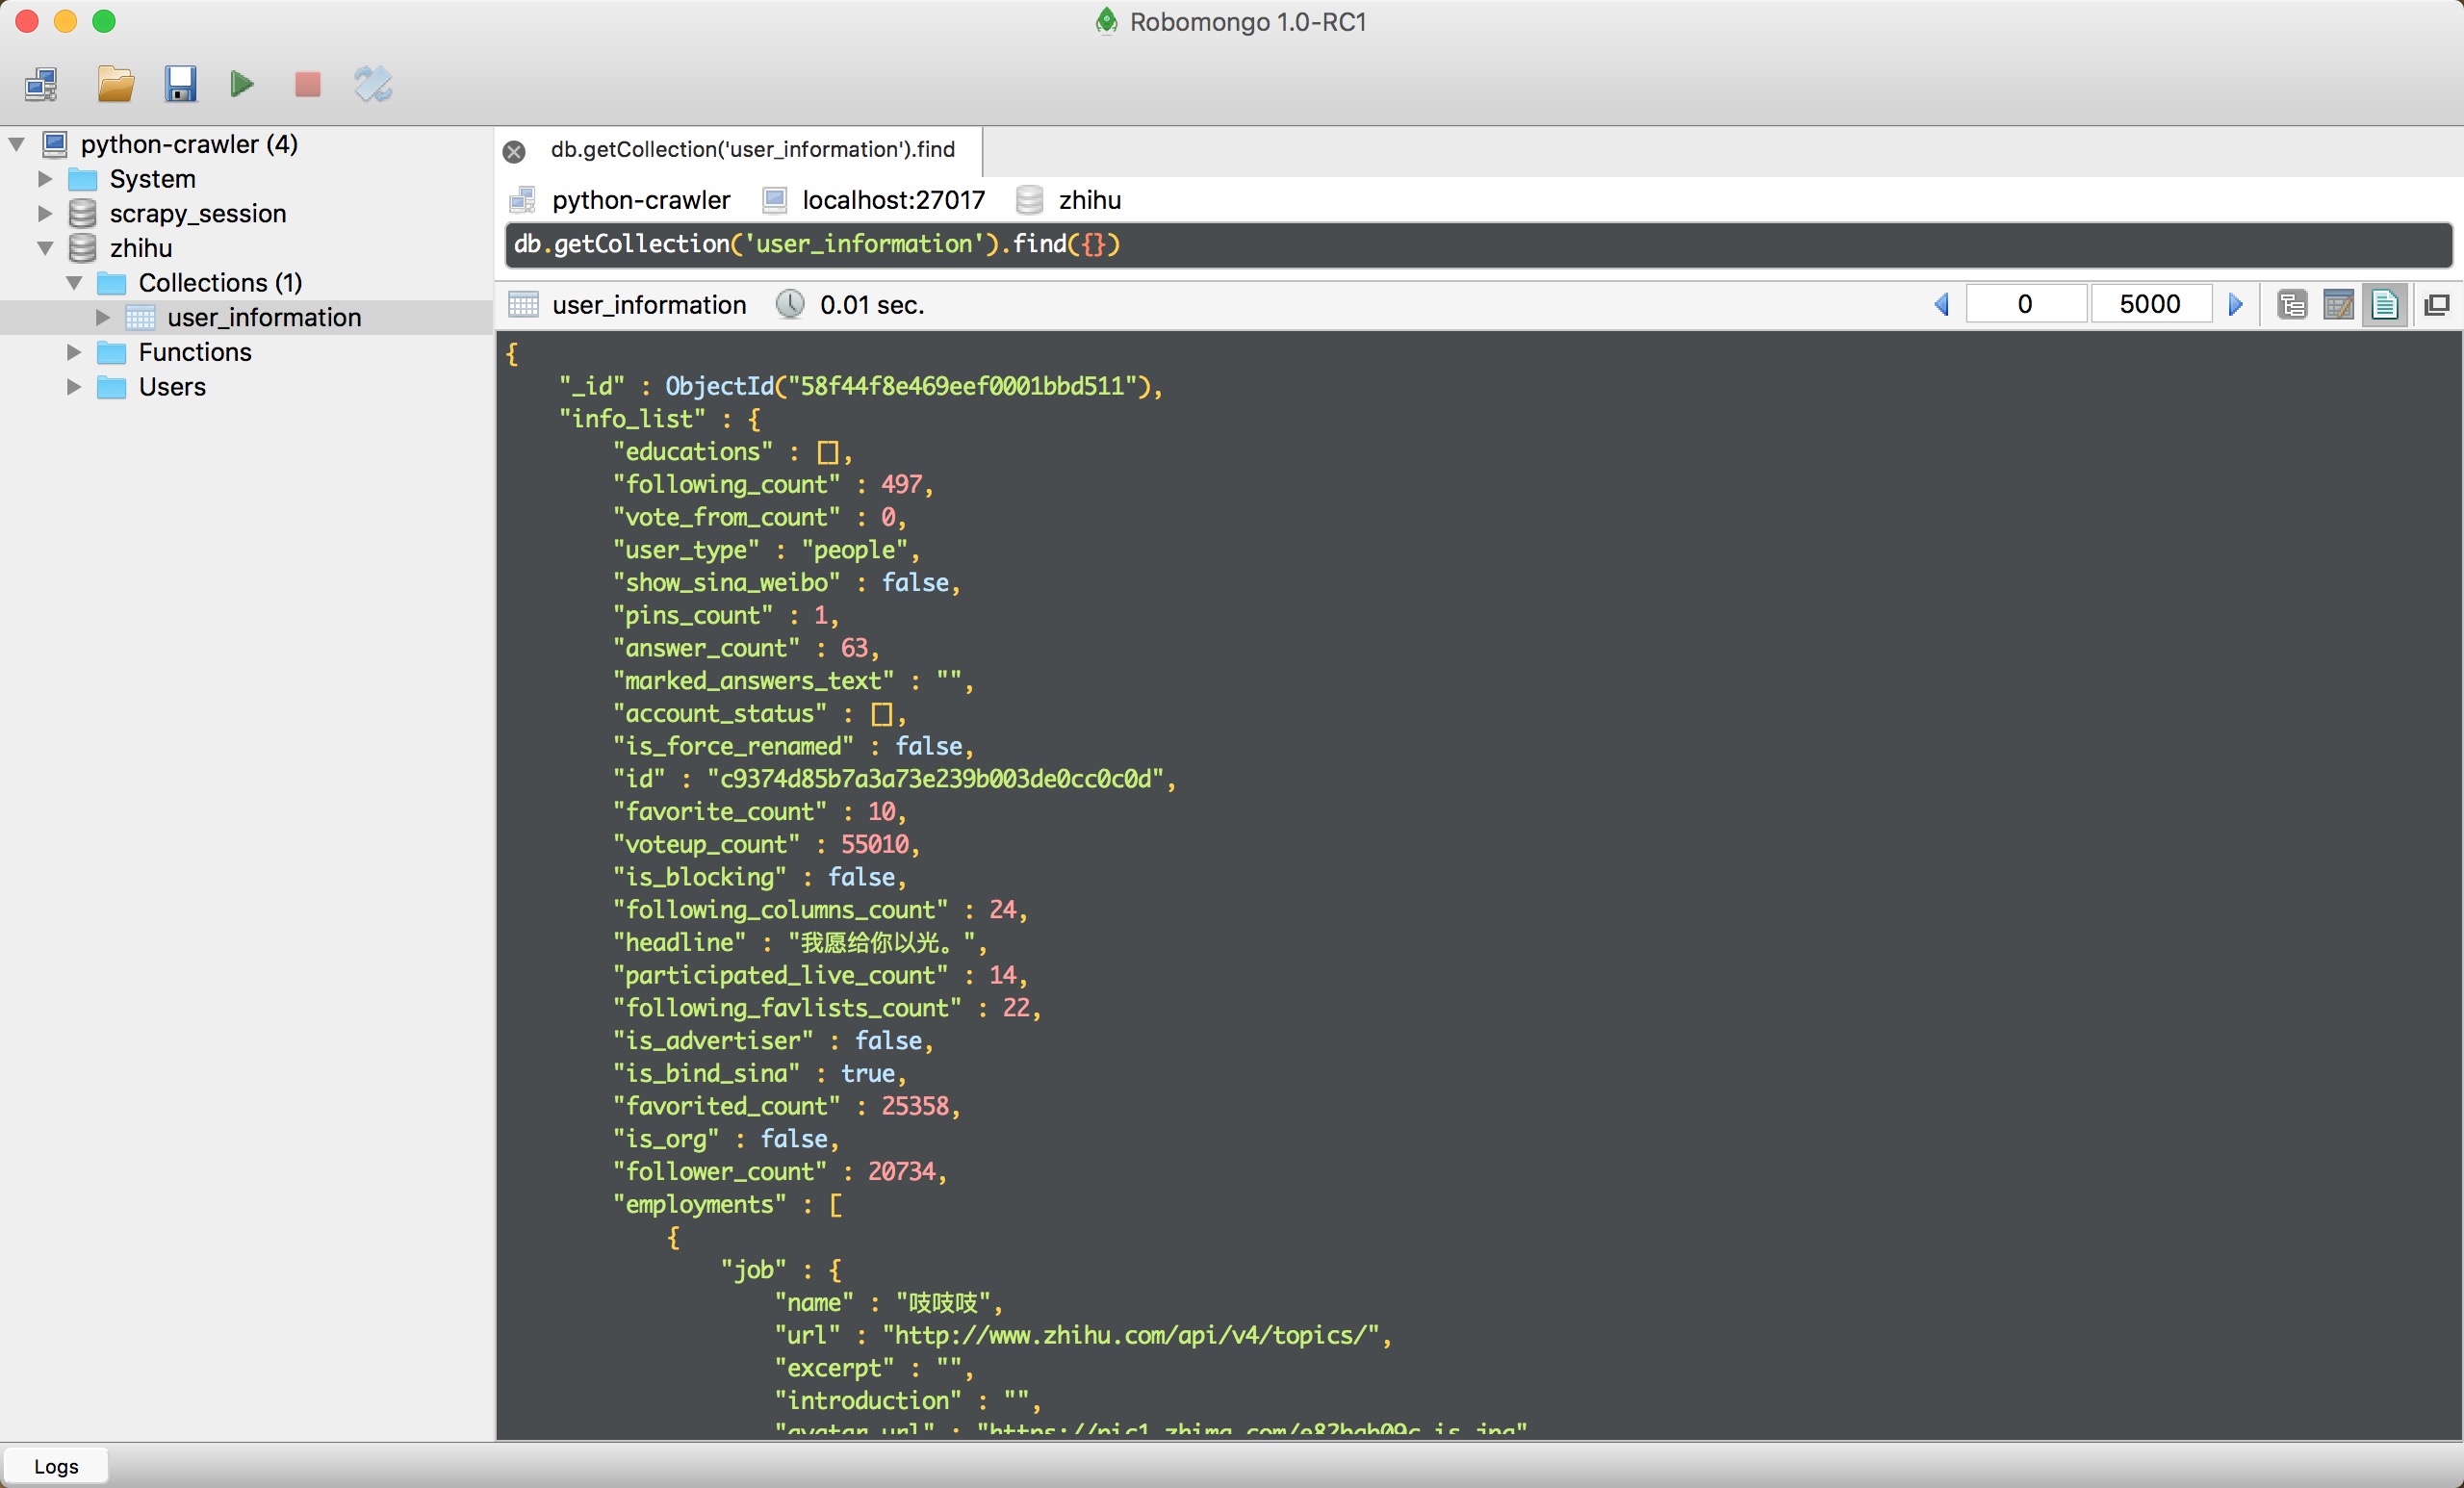 Robomongo 1.0-RC1
python-crawler (4)
System
scrapy_session
zhihu
Collections (1)
user_information
Functions
Users
db.getCollection('user_information').find
python-crawler localhost:27017 zhihu
db.getCollection('user_information').find({})
user_information 0.01 sec. 0 5000
{
"_id" : ObjectId("58f44f8e469eef0001bbd511"),
"info_list" : {
"educations" : [],
"following_count" : 497,
"vote_from_count" : 0,
"user_type" : "people",
"show_sina_weibo" : false,
"pins_count" : 1,
"answer_count" : 63,
"marked_answers_text" : "",
"account_status" : [],
"is_force_renamed" : false,
"id" : "c9374d85b7a3a73e239b003de0cc0c0d",
"favorite_count" : 10,
"voteup_count" : 55010,
"is_blocking" : false,
"following_columns_count" : 24,
"headline" : "我愿给你以光。",
"participated_live_count" : 14,
"following_favlists_count" : 22,
"is_advertiser" : false,
"is_bind_sina" : true,
"favorited_count" : 25358,
"is_org" : false,
"follower_count" : 20734,
"employments" : [
{
"job" : {
"name" : "吱吱吱",
"url" : "http://www.zhihu.com/api/v4/topics/",
"excerpt" : "",
"introduction" : "",
"avatar_url" :
Logs